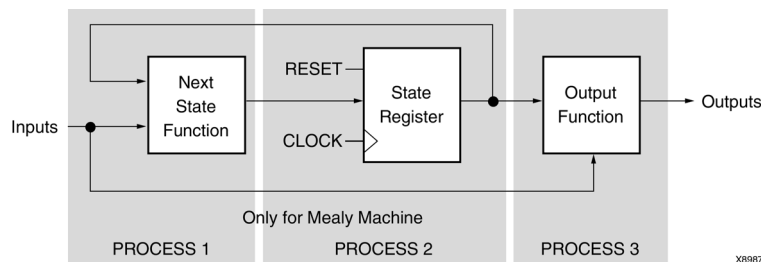 Inputs
Next
State
Function
RESET
CLOCK
State
Register
Output
Function
Outputs
Only for Mealy Machine
PROCESS 1
PROCESS 2
PROCESS 3
X8987